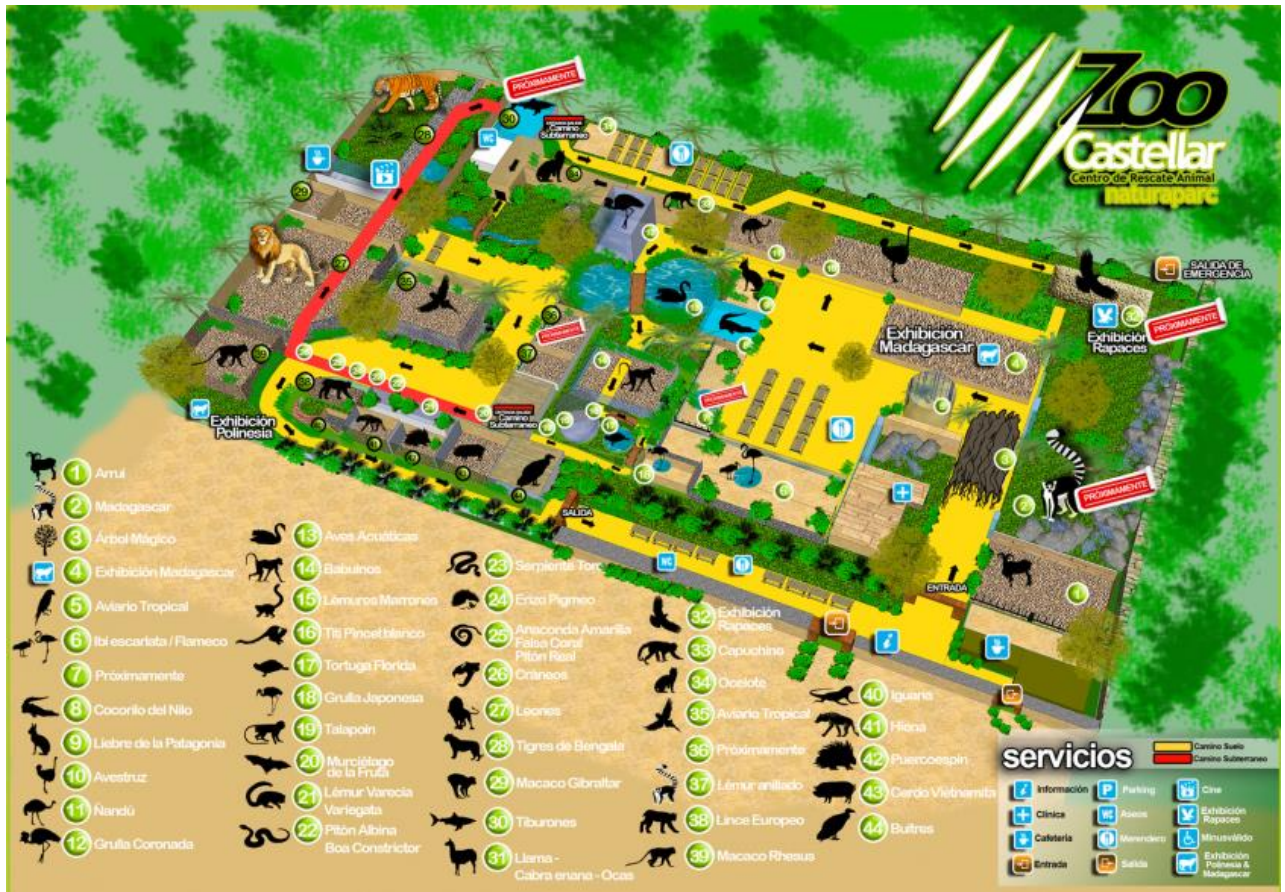 Zoo
Castellar
Centro de Rescate Animal
naturaparc
PRÓXIMAMENTE
Camino
Subterraneo
SALIDA DE
EMERGENCIA
Exhibición
Rapaces
PRÓXIMAMENTE
Exhibición
Madagascar
PRÓXIMAMENTE
PRÓXIMAMENTE
PRÓXIMAMENTE
Camino
Subterraneo
Exhibición
Polinesia
SALIDA
ENTRADA
WC
WC
1 Arruí
2 Madagascar
3 Árbol Mágico
4 Exhibición Madagascar
5 Aviario Tropical
6 Ibi escarlata / Flameco
7 Próximamente
8 Cocorilo del Nilo
9 Liebre de la Patagonia
10 Avestruz
11 Ñandú
12 Grulla Coronada
13 Aves Acuáticas
14 Babuinos
15 Lémures Marrones
16 Títi Pincel blanco
17 Tortuga Florida
18 Grulla Japonesa
19 Talapoin
20 Murciélago
de la Fruta
21 Lémur Varecia
Variegata
22 Pitón Albina
Boa Constrictor
23 Serpiente Toro
24 Erizo Pigmeo
25 Anaconda Amarilla
Falsa Coral
Pitón Real
26 Cráneos
27 Leones
28 Tigres de Bengala
29 Macaco Gibraltar
30 Tiburones
31 Llama -
Cabra enana - Ocas
32 Exhibición
Rapaces
33 Capuchino
34 Ocelote
35 Aviario Tropical
36 Próximamente
37 Lémur anillado
38 Lince Europeo
39 Macaco Rhesus
40 Iguana
41 Hiena
42 Puercoespín
43 Cerdo Vietnamita
44 Buitres
servicios
Camino Suelo
Camino Subterraneo
Información
P Parking
Cine
Clínica
WC Aseos
Exhibición
Rapaces
Cafetería
Merendero
Minusválido
Entrada
Salida
Exhibición
Polinesia &
Madagascar